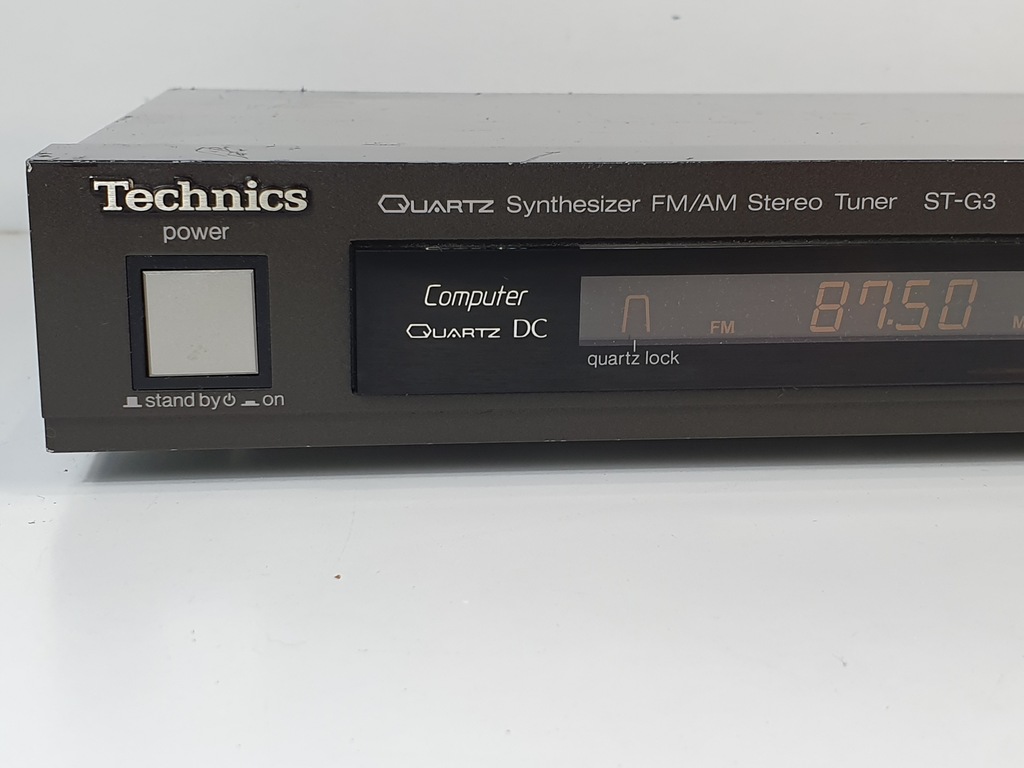 Technics
power
QUARTZ Synthesizer FM/AM Stereo Tuner ST-G3
Computer
QUARTZ DC
FM 87.50 M
quartz lock
stand by on